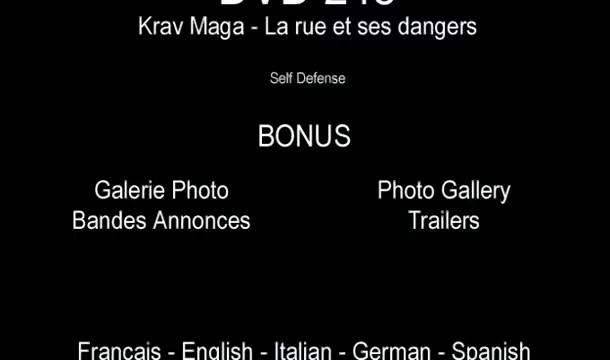 Krav Maga - La rue et ses dangers
Self Defense
BONUS
Galerie Photo
Bandes Annonces
Photo Gallery
Trailers
Français - English - Italian - German - Spanish